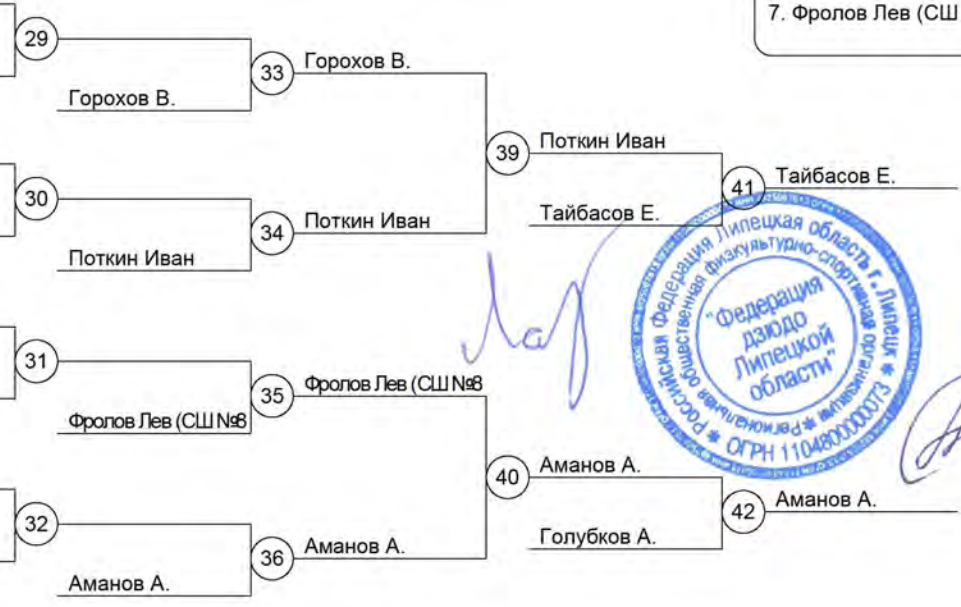 7. Фролов Лев (СШ
29
Горохов В.
33
Горохов В.
39
Поткин Иван
30
41
Тайбасов Е.
Тайбасов Е.
34
Поткин Иван
Поткин Иван
31
35
Фролов Лев (СШ №8
Фролов Лев (СШ №8
40
Аманов А.
32
42
Аманов А.
Голубков А.
36
Аманов А.
Аманов А.
Российская Федерация Липецкая область г. Липецк
ОГРН 1104800000073
Региональная общественная физкультурно-спортивная организация
"Федерация
дзюдо
Липецкой
области"